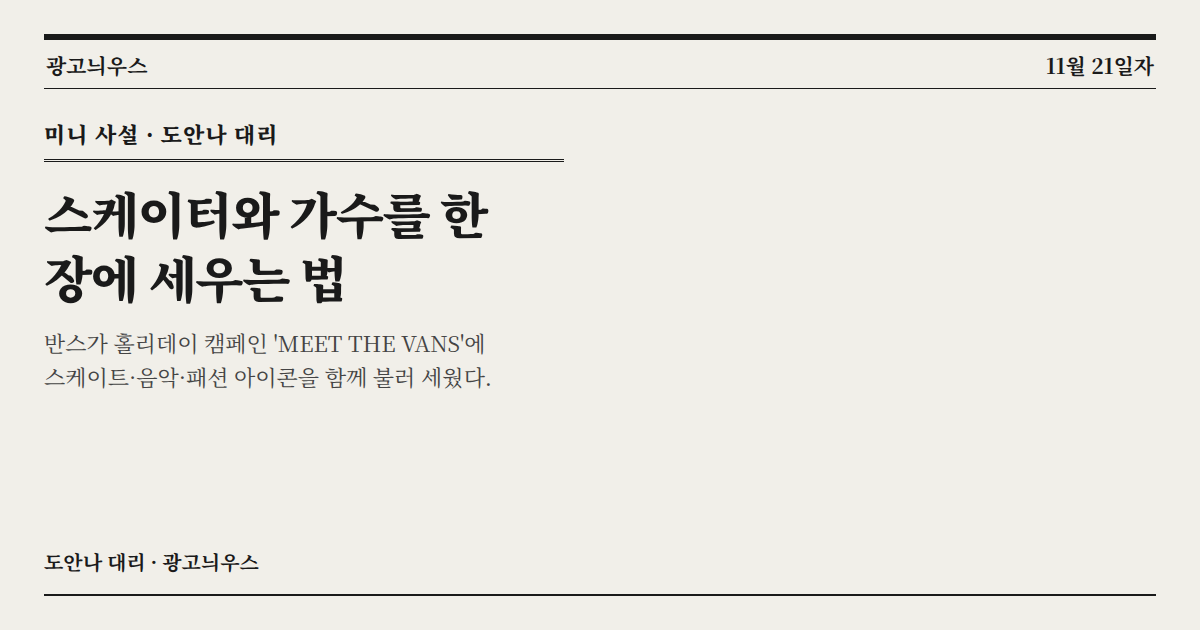 광고늬우스
11월 21일자
미니 사설 · 도안나 대리
스케이터와 가수를 한
장에 세우는 법
반스가 홀리데이 캠페인 'MEET THE VANS'에
스케이트·음악·패션 아이콘을 함께 불러 세웠다.
도안나 대리 · 광고늬우스